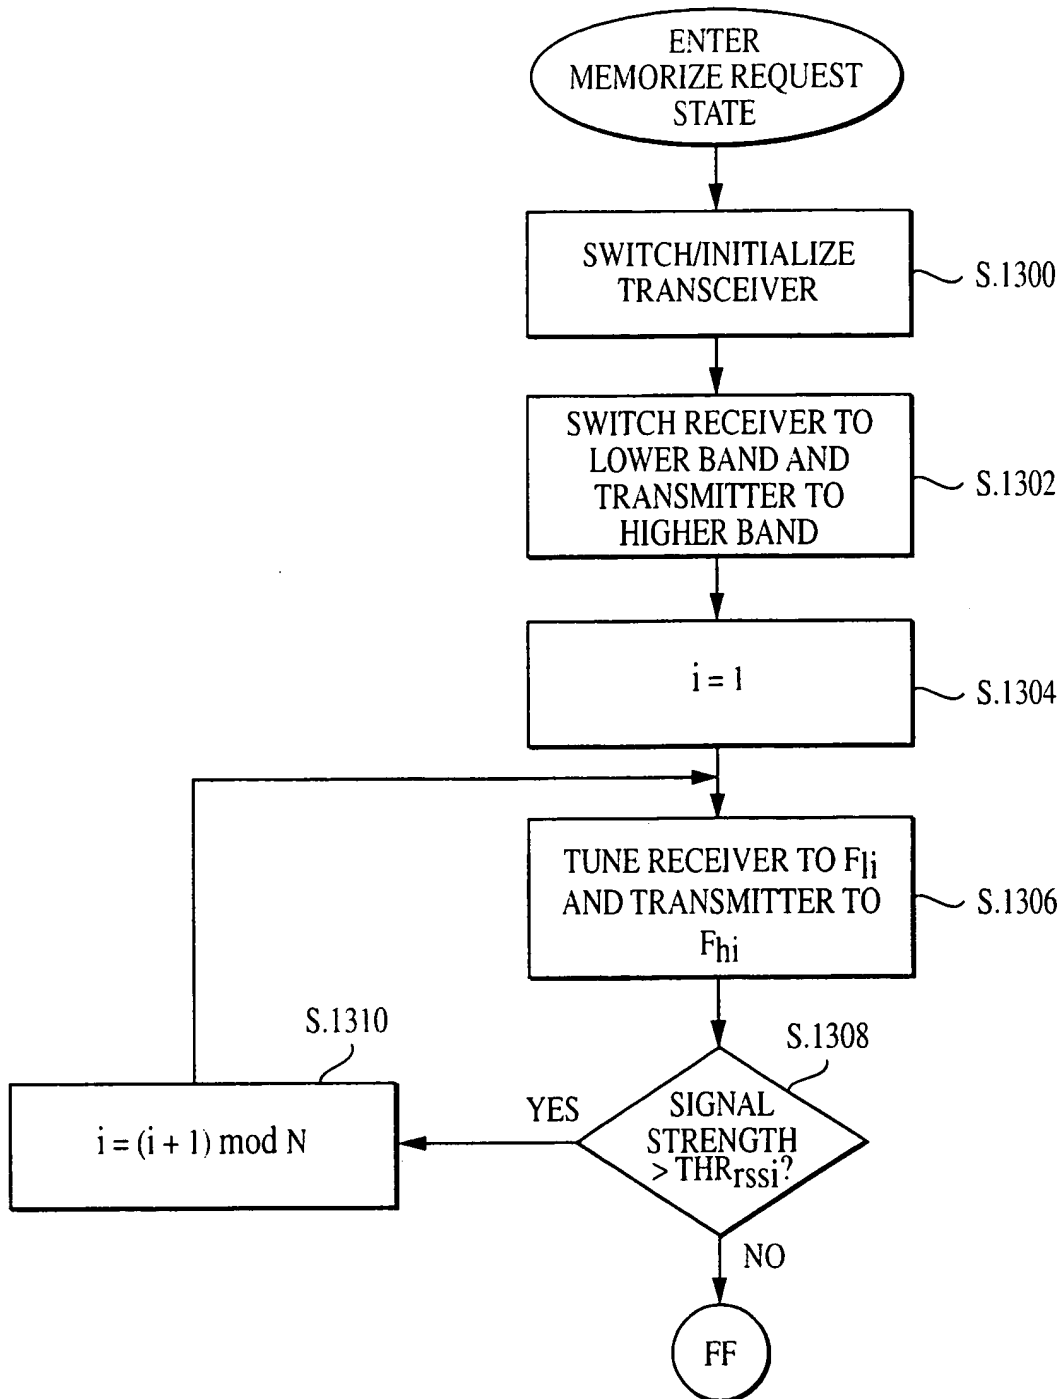 ENTER
MEMORIZE REQUEST
STATE
SWITCH/INITIALIZE
TRANSCEIVER
S.1300
SWITCH RECEIVER TO
LOWER BAND AND
TRANSMITTER TO
HIGHER BAND
S.1302
i = 1
S.1304
TUNE RECEIVER TO Fli
AND TRANSMITTER TO
Fhi
S.1306
S.1308
SIGNAL
STRENGTH
> THRrssi?
YES
S.1310
i = (i + 1) mod N
NO
FF